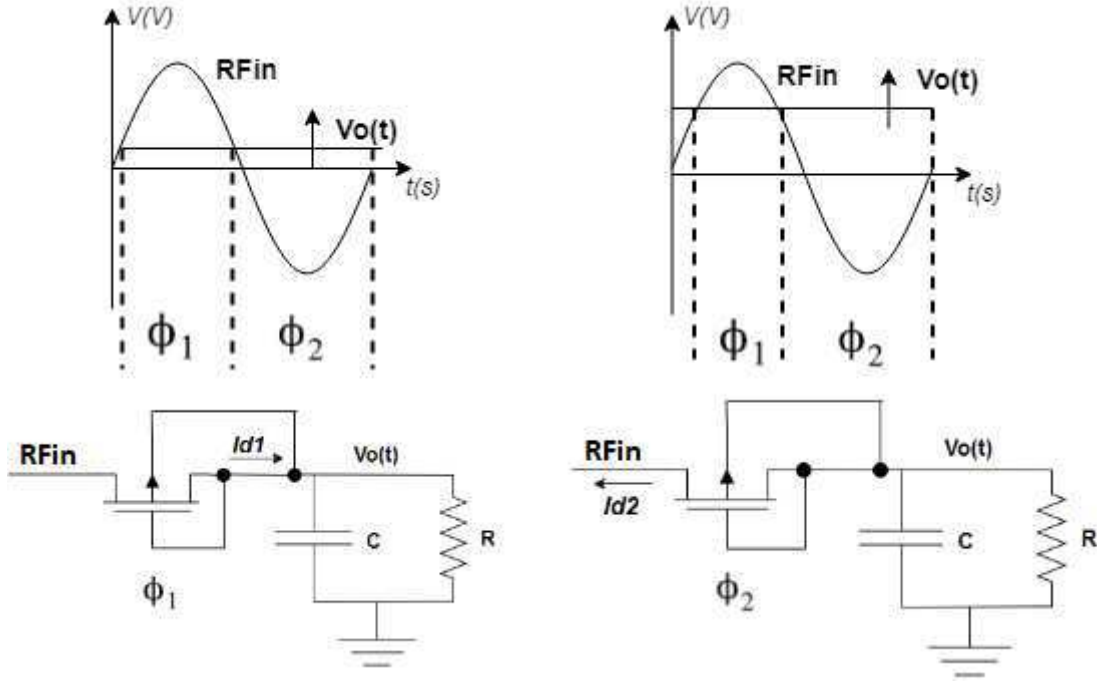 V(V)
RFin
Vo(t)
t(s)
ϕ1
ϕ2
V(V)
RFin
Vo(t)
t(s)
ϕ1
ϕ2
RFin
Id1
Vo(t)
C
R
ϕ1
RFin
Id2
Vo(t)
C
R
ϕ2